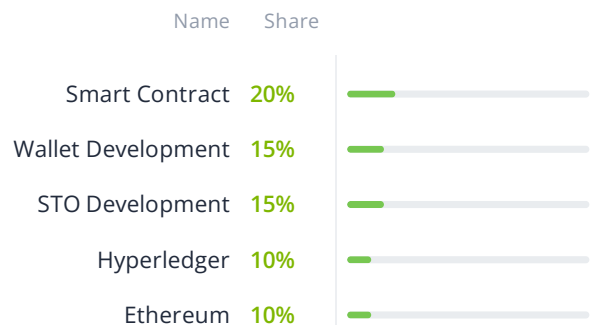 Name Share
Smart Contract 20%
Wallet Development 15%
STO Development 15%
Hyperledger 10%
Ethereum 10%